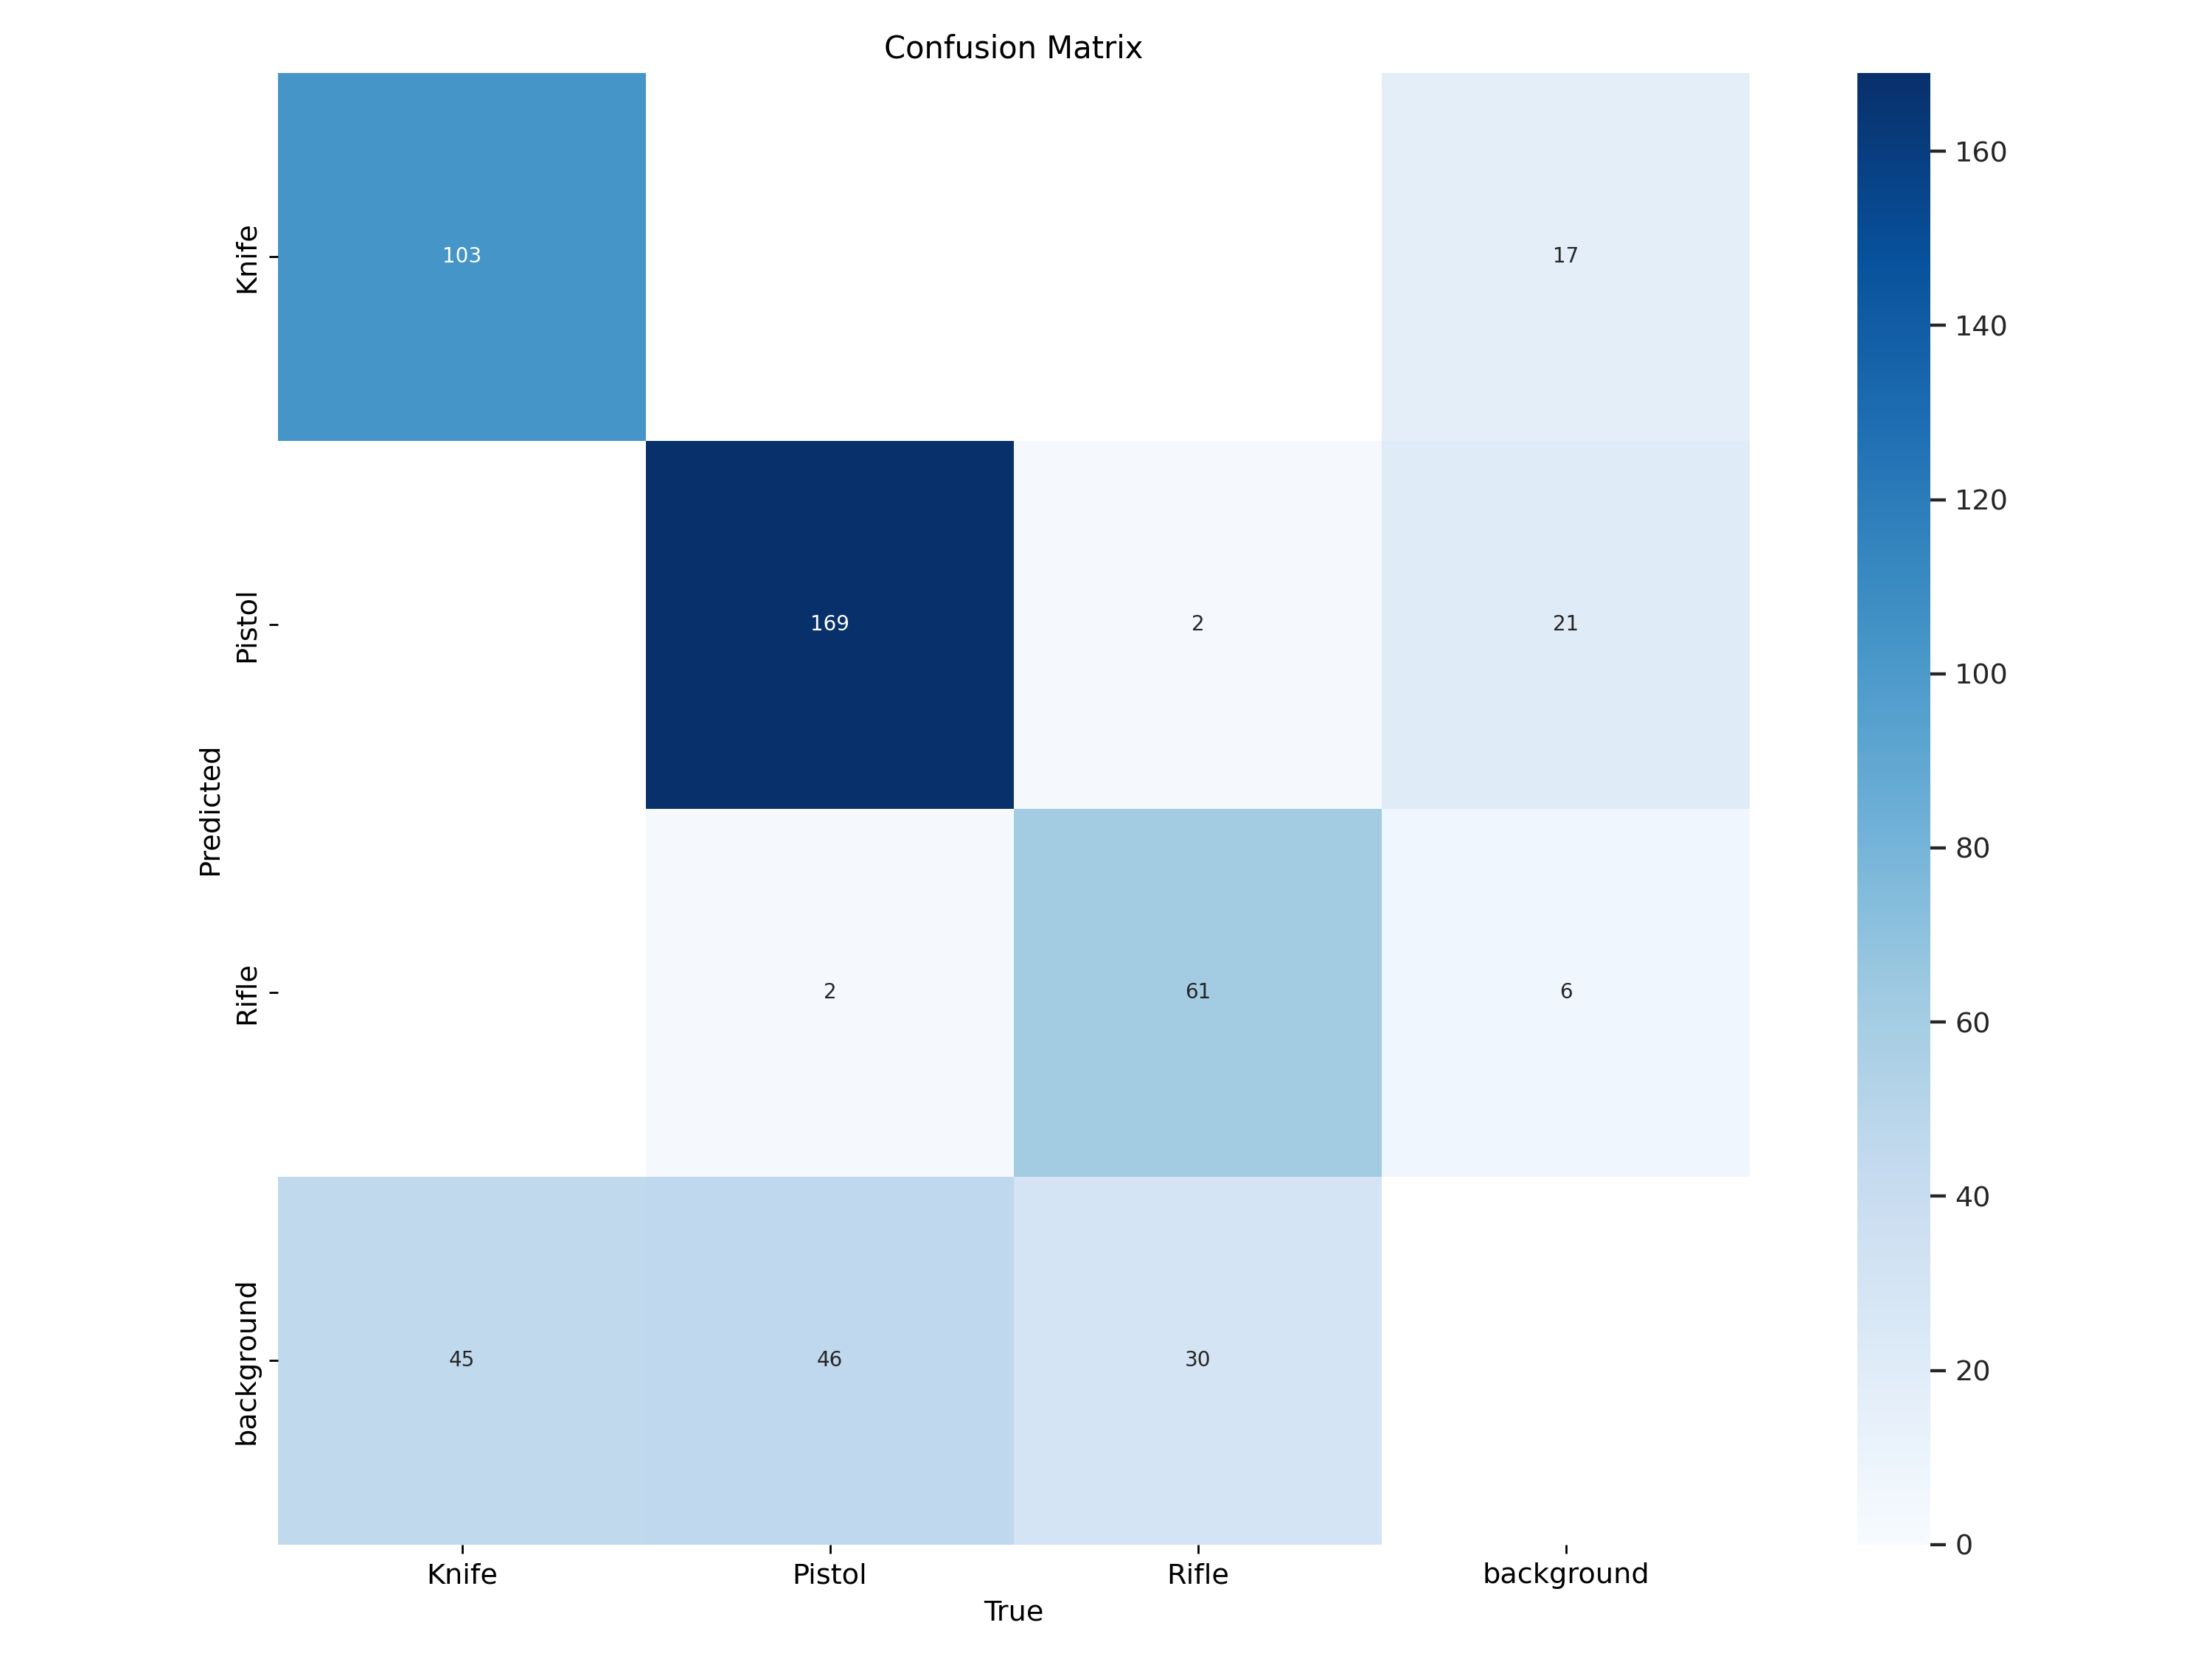 Confusion Matrix
Knife
103
17
160
140
120
100
80
60
40
20
0
Pistol
169
2
21
Predicted
Rifle
2
61
6
background
45
46
30
Knife
Pistol
Rifle
background
True